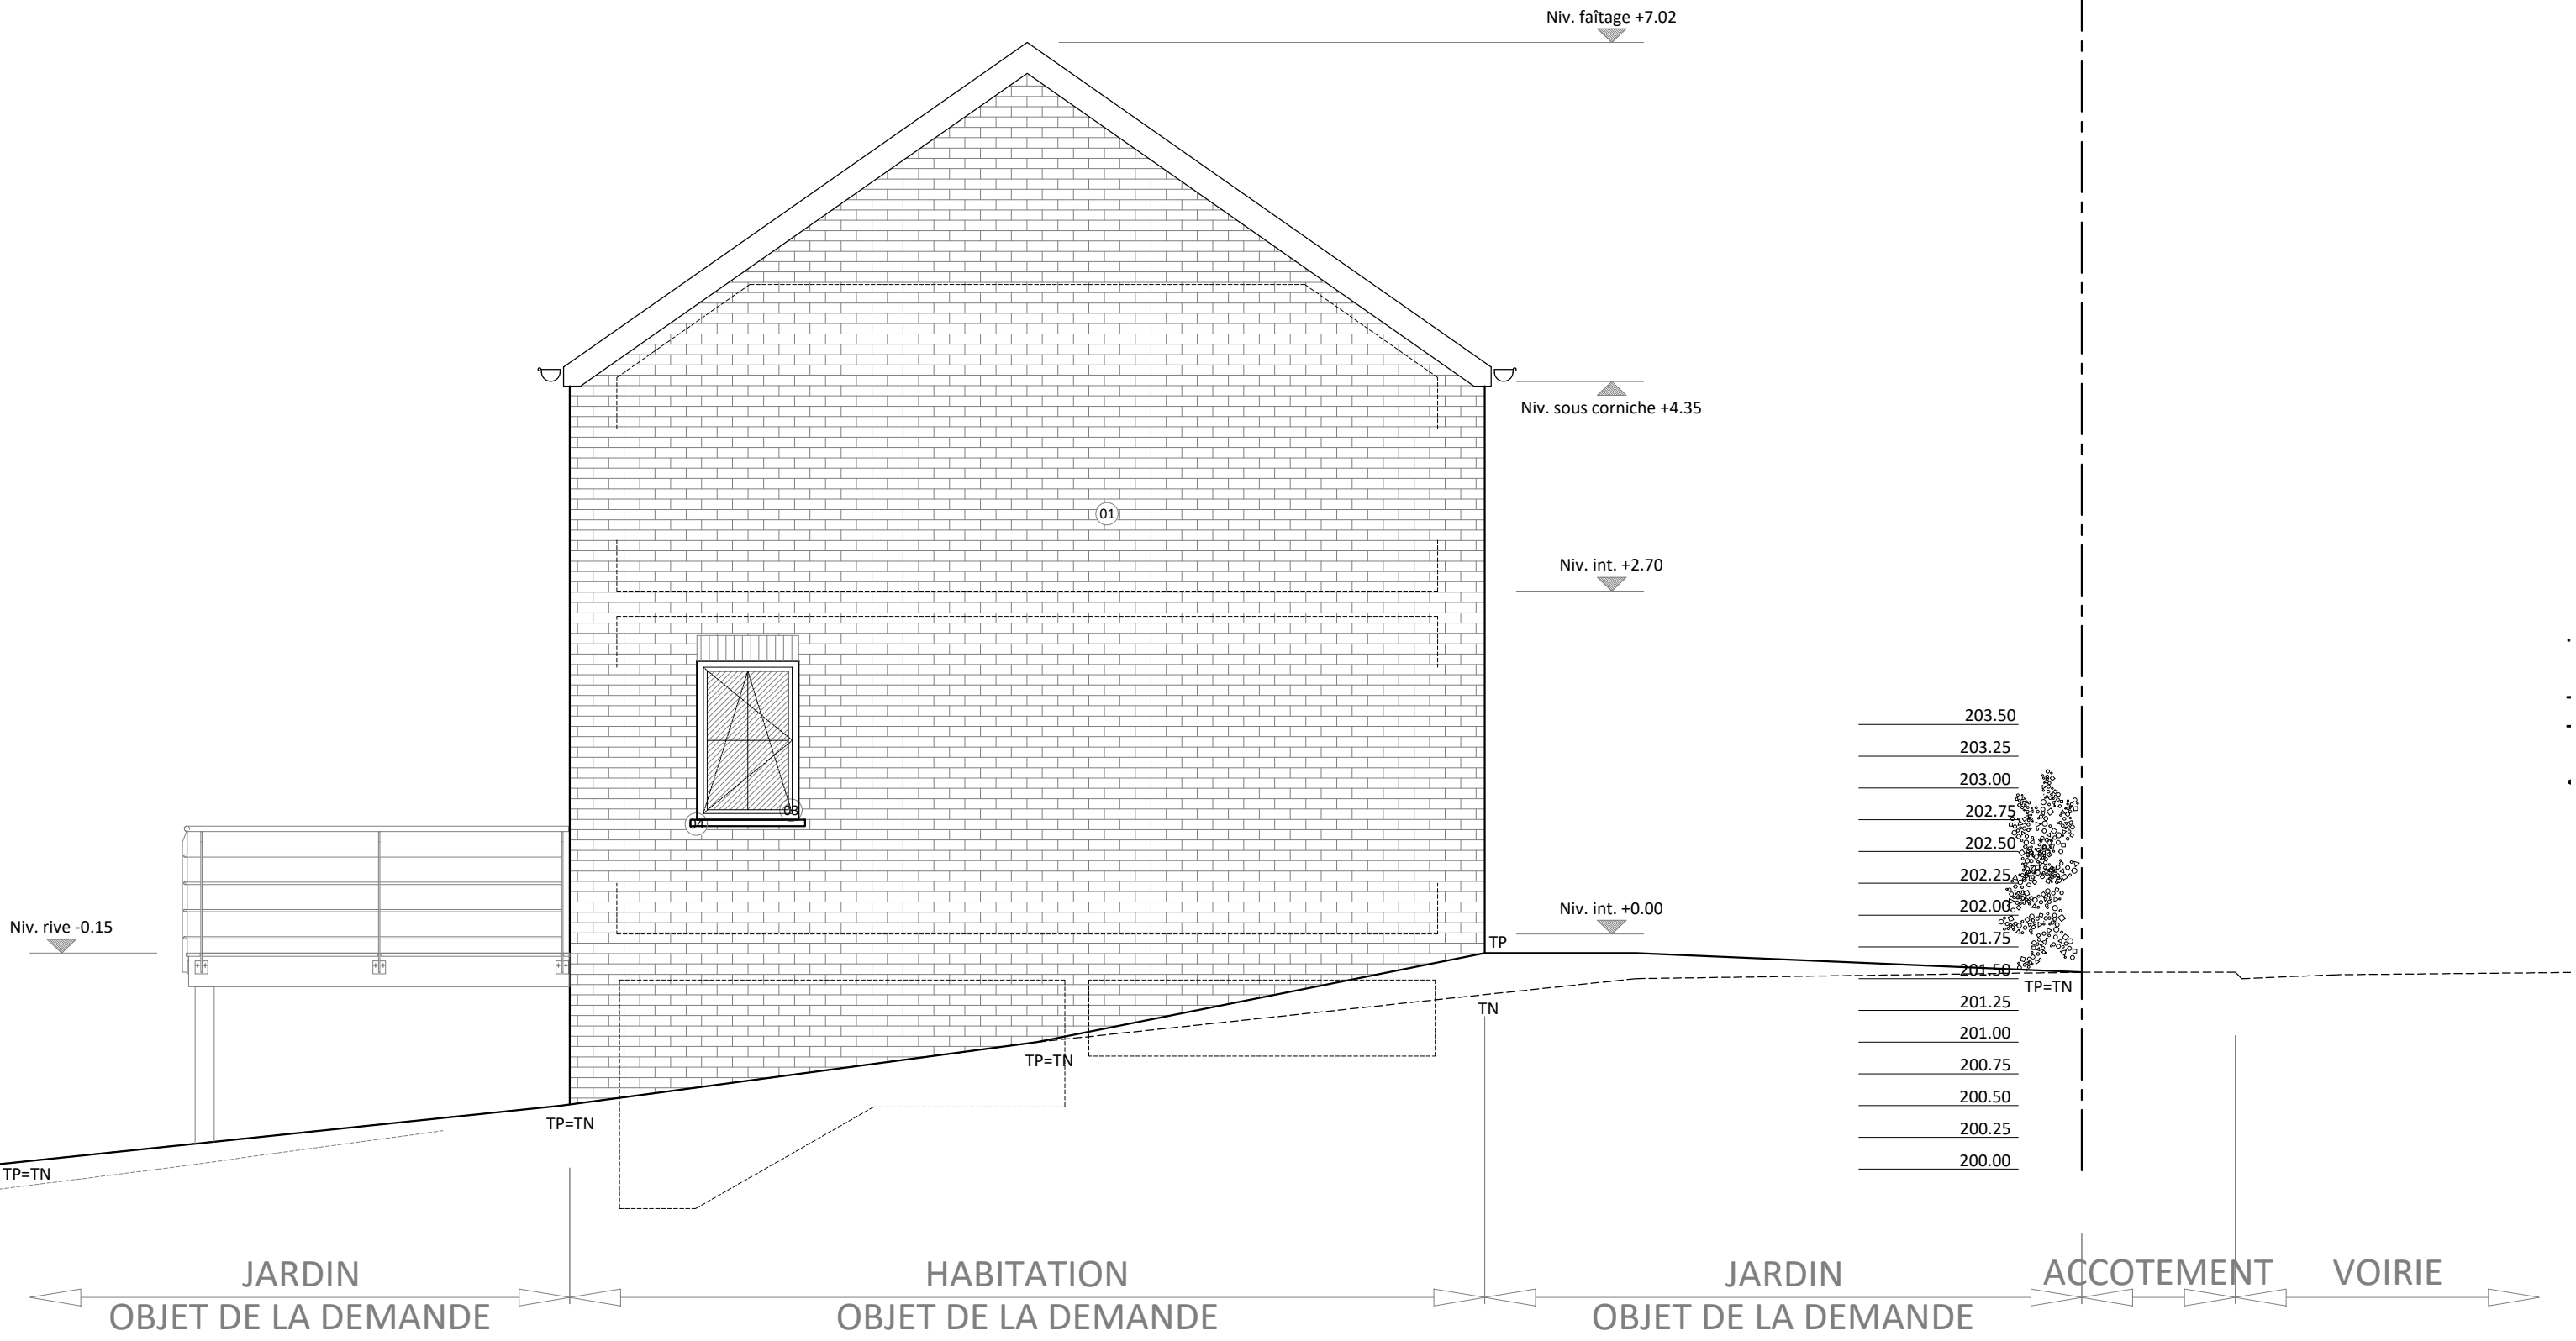 Niv. faîtage +7.02
Niv. sous corniche +4.35
01
Niv. int. +2.70
203.50
203.25
203.00
202.75
202.50
202.25
202.00
201.75
201.50
201.25
201.00
200.75
200.50
200.25
200.00
03
04
Niv. int. +0.00
Niv. rive -0.15
TP
TN
TP=TN
TP=TN
TP=TN
TP=TN
JARDIN
OBJET DE LA DEMANDE
HABITATION
OBJET DE LA DEMANDE
JARDIN
OBJET DE LA DEMANDE
ACCOTEMENT
VOIRIE